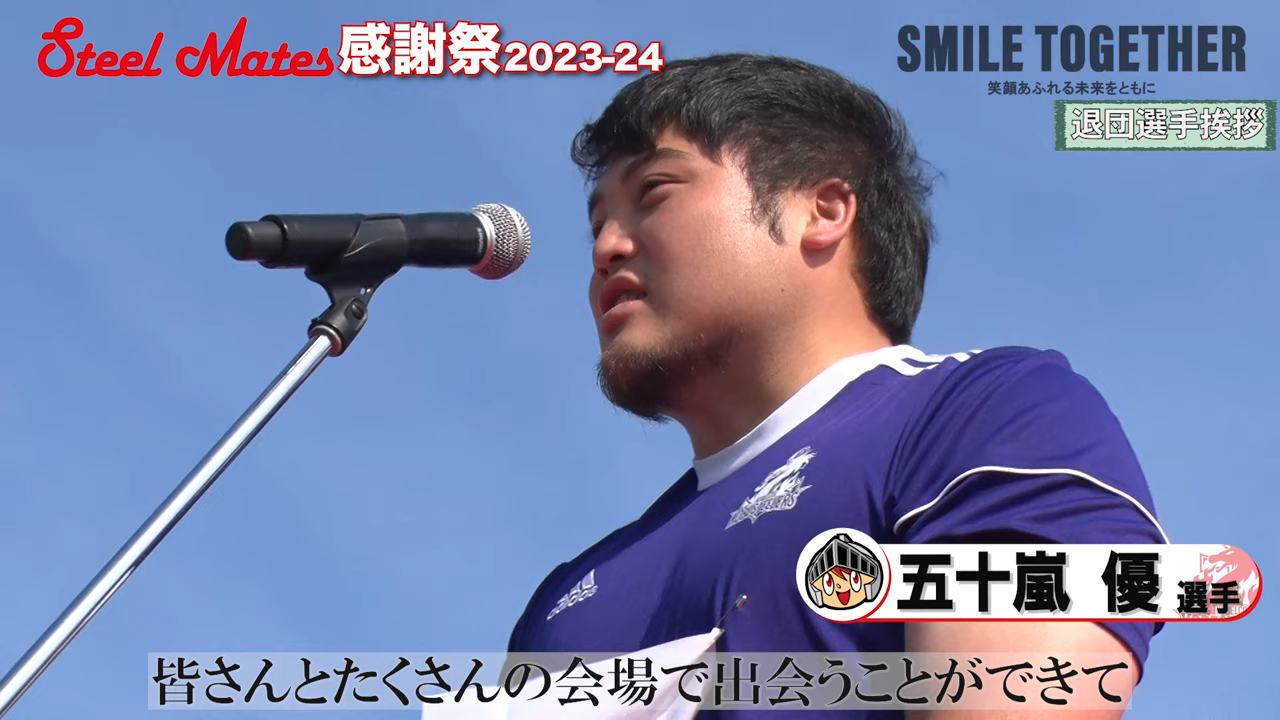 Steel Mates感謝祭2023-24
SMILE TOGETHER
笑顔あふれる未来をともに
退団選手挨拶
adidas
五十嵐 優 選手
皆さんとたくさんの会場で出会うことができて